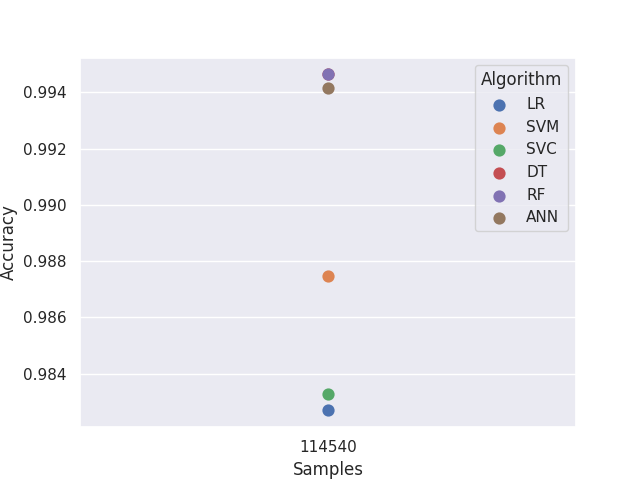 Algorithm
LR
SVM
SVC
DT
RF
ANN
0.994
0.992
0.990
0.988
0.986
0.984
Accuracy
114540
Samples